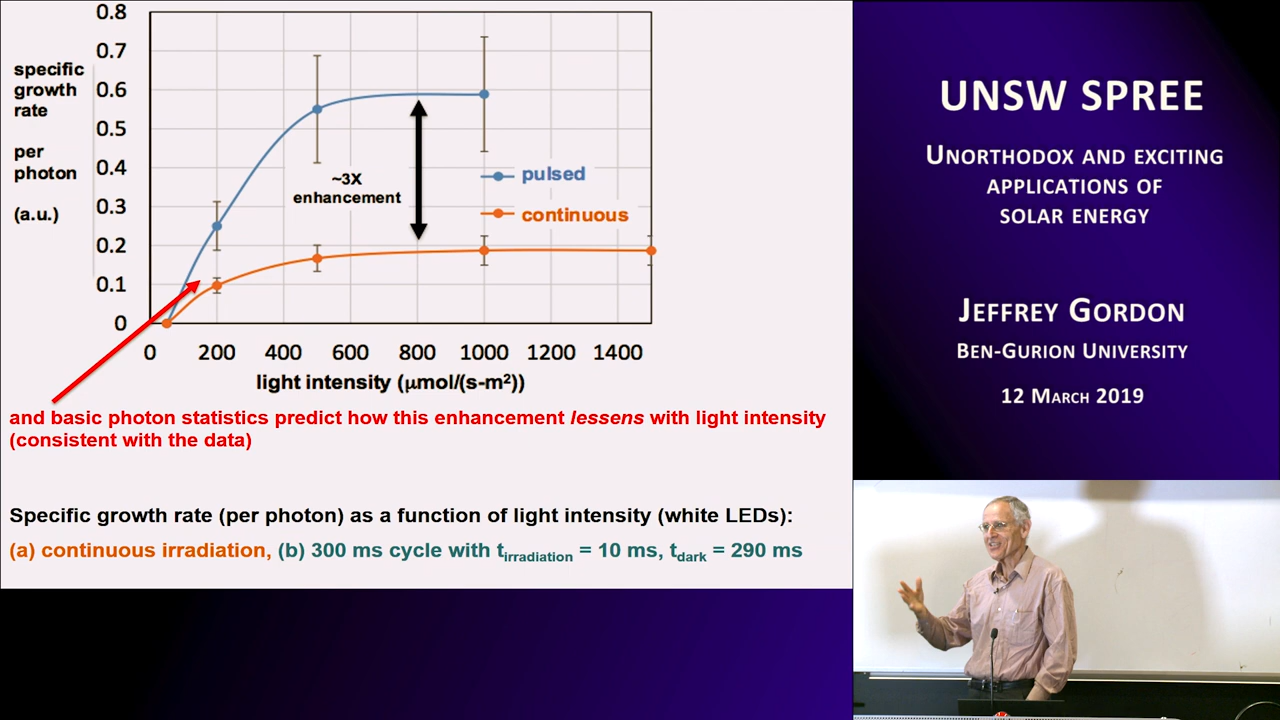 0.8
0.7
0.6
0.5
0.4
0.3
0.2
0.1
0
specific
growth
rate
per
photon
(a.u.)
~3X
enhancement
pulsed
continuous
0 200 400 600 800 1000 1200 1400
light intensity (μmol/(s-m²))
and basic photon statistics predict how this enhancement lessens with light intensity
(consistent with the data)
Specific growth rate (per photon) as a function of light intensity (white LEDs):
(a) continuous irradiation, (b) 300 ms cycle with tirradiation = 10 ms, tdark = 290 ms
UNSW SPREE
UNORTHODOX AND EXCITING
APPLICATIONS OF
SOLAR ENERGY
JEFFREY GORDON
BEN-GURION UNIVERSITY
12 MARCH 2019